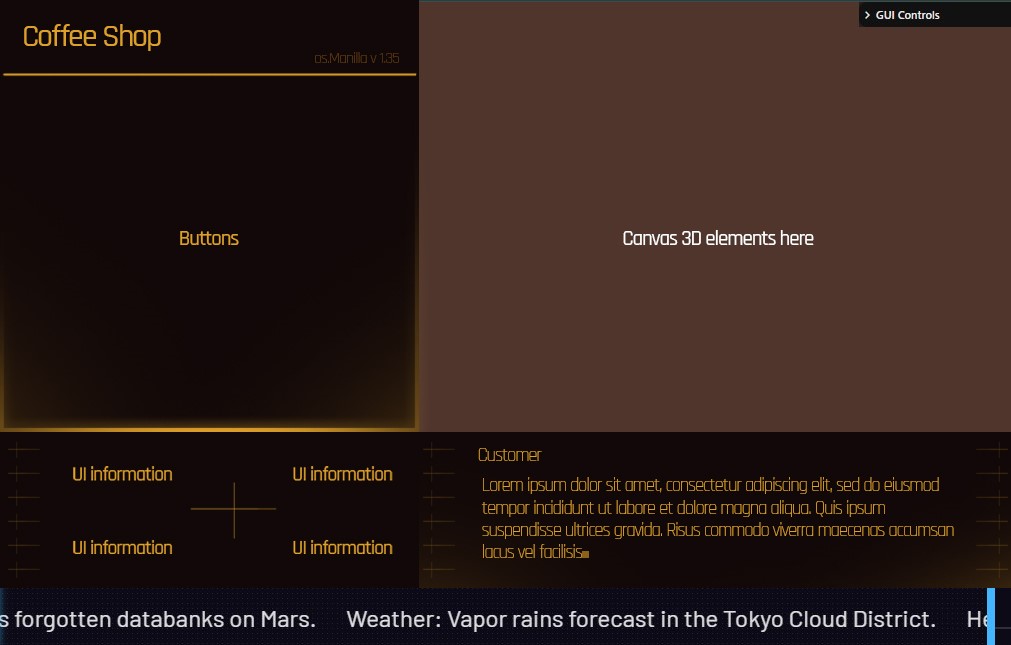 Coffee Shop
os.Manilla v 1.35
GUI Controls
Buttons
Canvas 3D elements here
UI information
UI information
UI information
UI information
Customer
Lorem ipsum dolor sit amet, consectetur adipiscing elit, sed do eiusmod
tempor incididunt ut labore et dolore magna aliqua. Quis ipsum
suspendisse ultrices gravida. Risus commodo viverra maecenas accumsan
lacus vel facilisis
s forgotten databanks on Mars. Weather: Vapor rains forecast in the Tokyo Cloud District. He